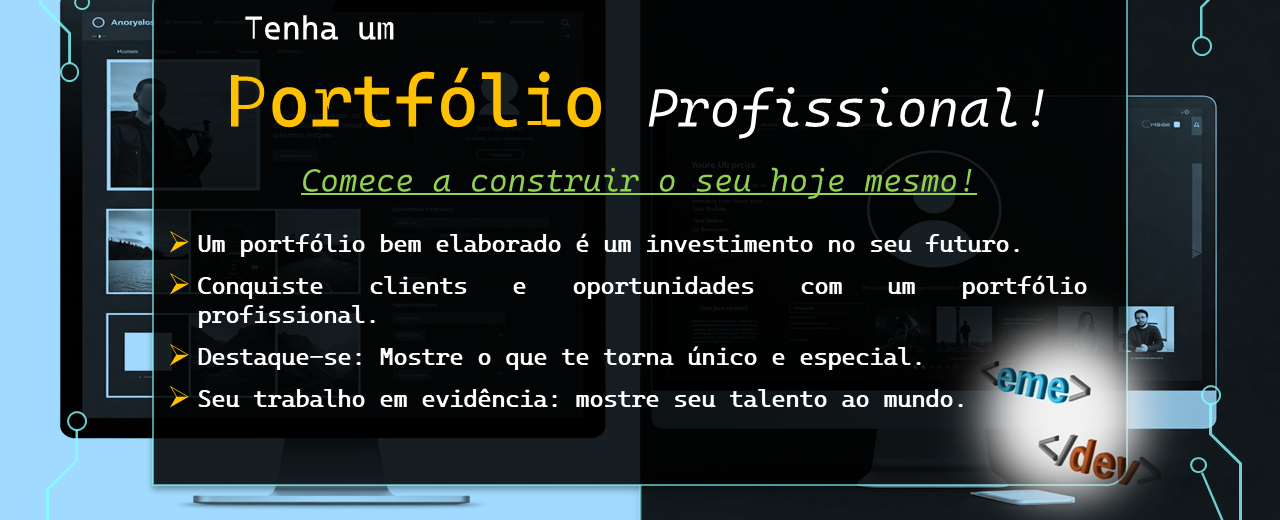 Tenha um
Portfólio Profissional!
Comece a construir o seu hoje mesmo!
Um portfólio bem elaborado é um investimento no seu futuro.
Conquiste clients e oportunidades com um portfólio
profissional.
Destaque-se: Mostre o que te torna único e especial.
Seu trabalho em evidência: mostre seu talento ao mundo.
<eme>
</dev>